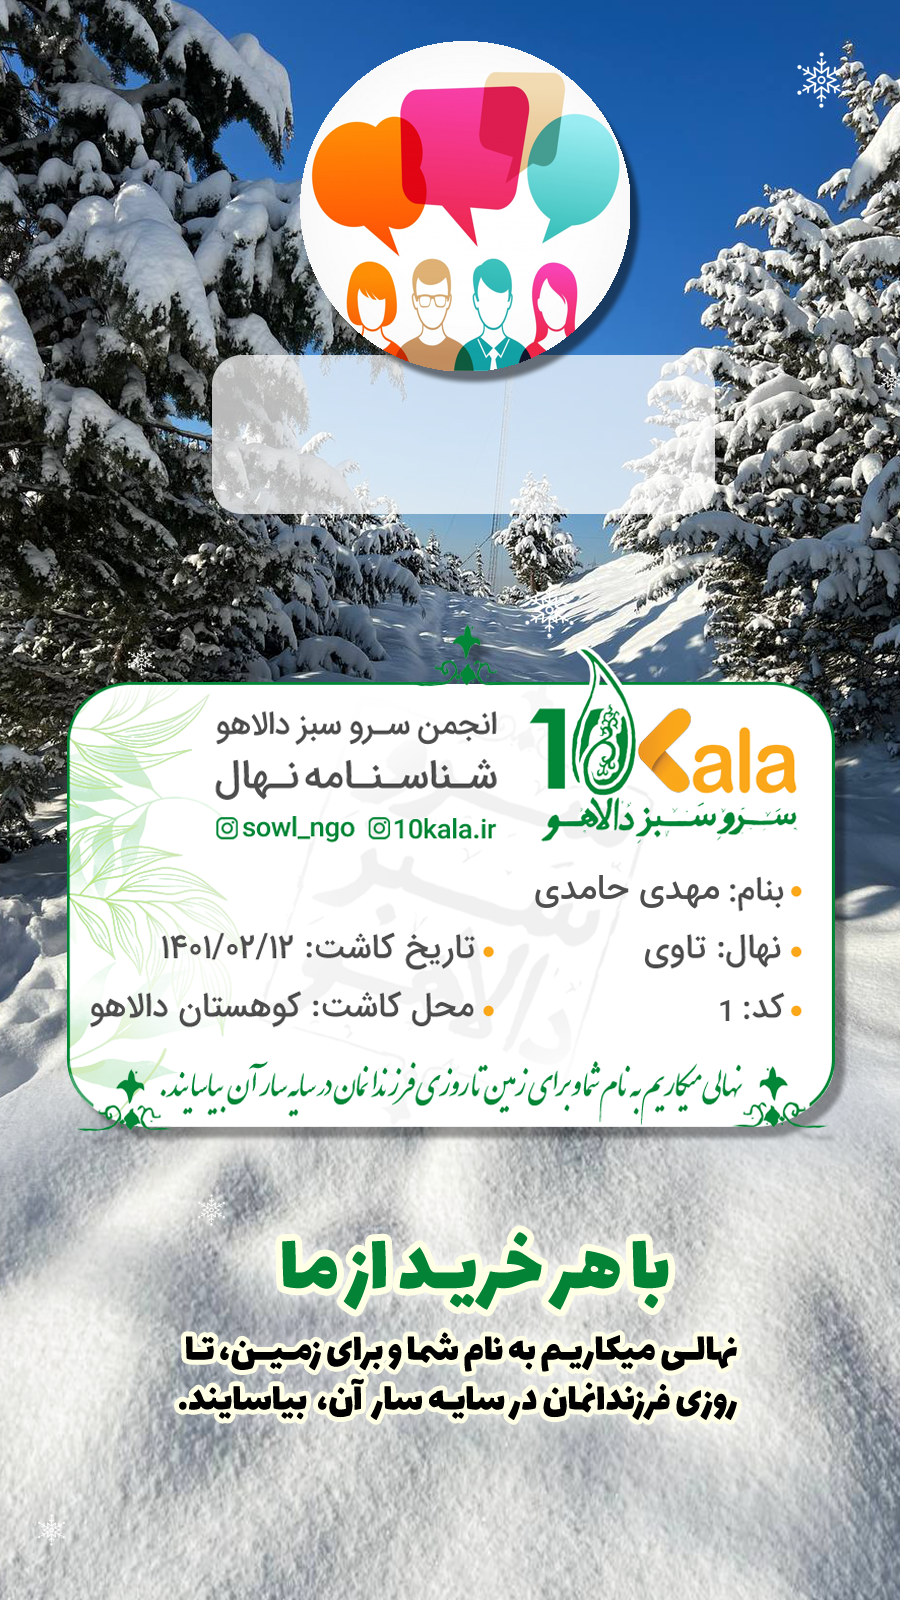 10Kala
سرو سبز دالاهو
انجمن سرو سبز دالاهو
شناسنامه نهال
sowl_ngo 10kala.ir
بنام: مهدی حامدی
نهال: تاوی
تاریخ کاشت: ۱۴۰۱/۰۲/۱۲
کد: 1
محل کاشت: کوهستان دالاهو
نهالی میکاریم به نام شما و برای زمین تا روزی فرزندانمان در سایه سار آن بیاسایند.
با هر خرید از ما
نهالی میکاریم به نام شما و برای زمین، تا
روزی فرزندانمان در سایه سار آن، بیاسایند.